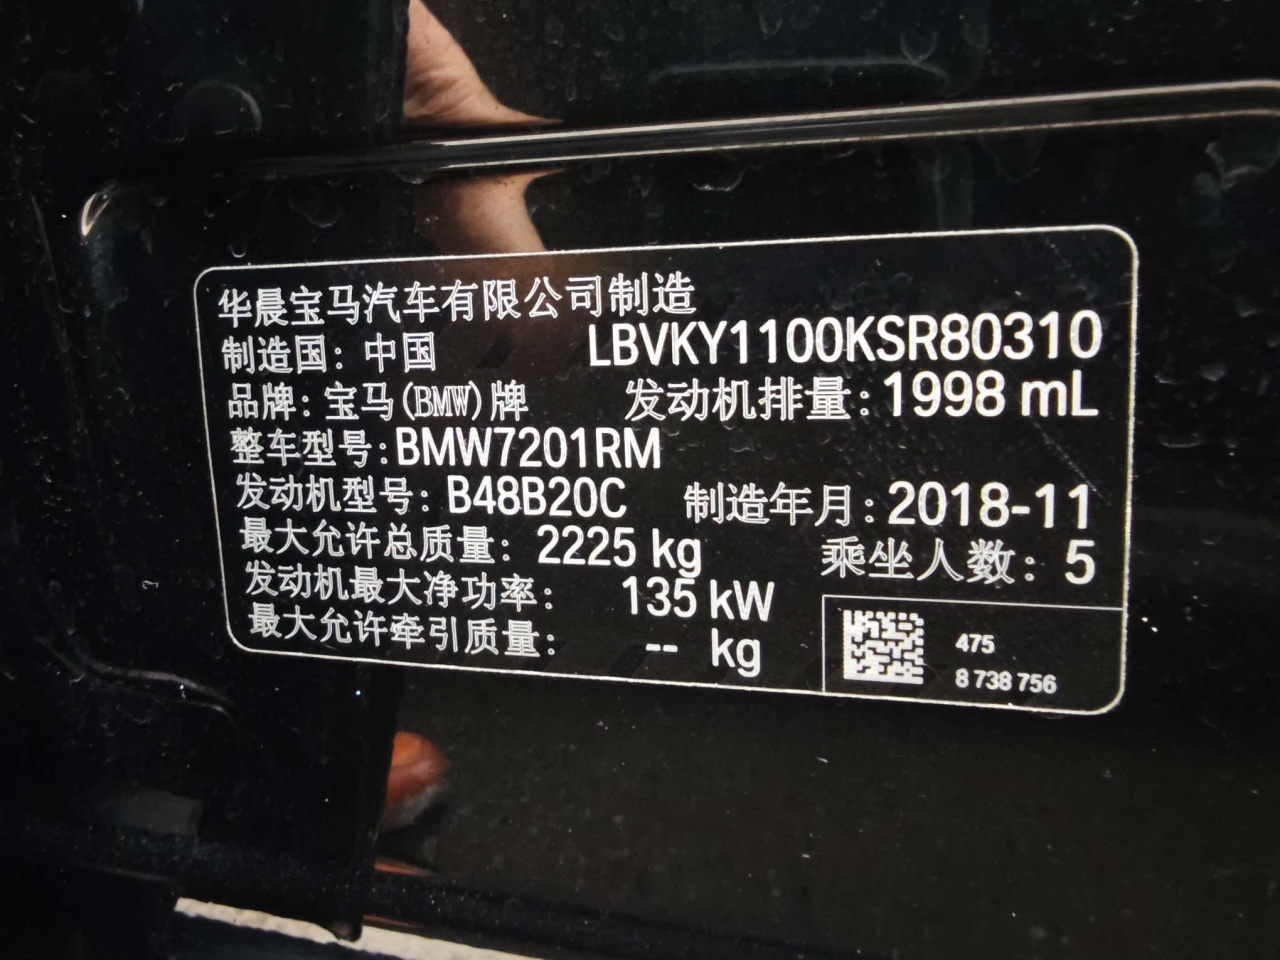 华晨宝马汽车有限公司制造
制造国：中国 LBVKY1100KSR80310
品牌：宝马(BMW)牌 发动机排量：1998 mL
整车型号：BMW7201RM
发动机型号：B48B20C 制造年月：2018-11
最大允许总质量：2225 kg 乘坐人数：5
发动机最大净功率：135 kW
最大允许牵引质量：-- kg
475
8 738 756